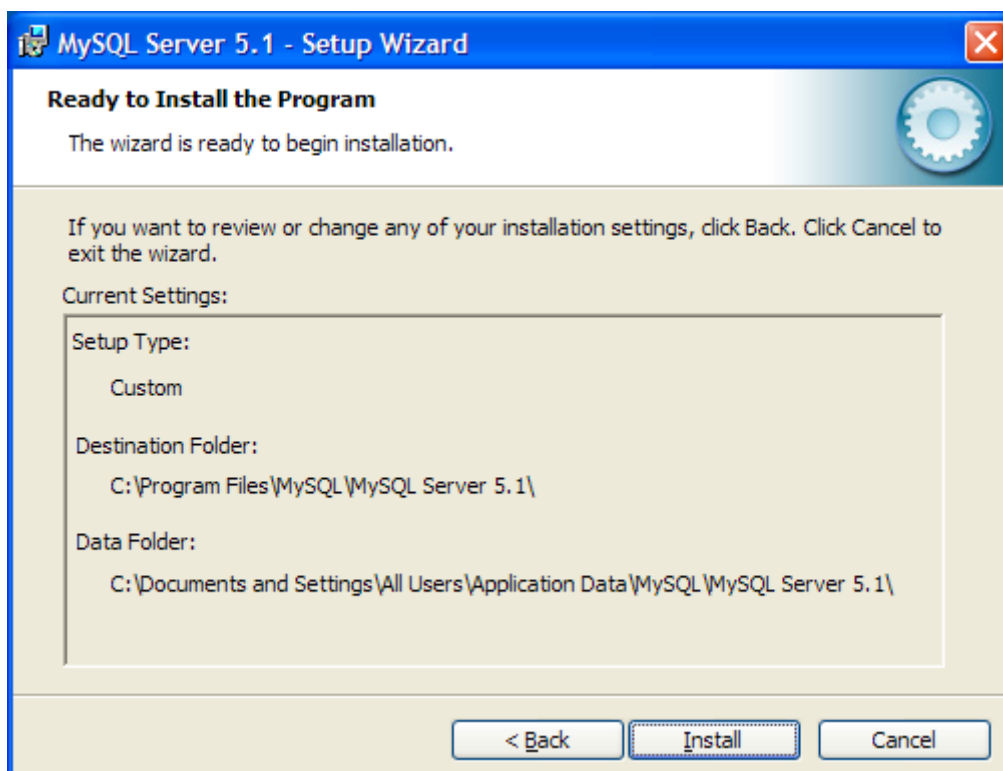 MySQL Server 5.1 - Setup Wizard
Ready to Install the Program
The wizard is ready to begin installation.
If you want to review or change any of your installation settings, click Back. Click Cancel to
exit the wizard.
Current Settings:
Setup Type:
Custom
Destination Folder:
C:\Program Files\MySQL\MySQL Server 5.1\
Data Folder:
C:\Documents and Settings\All Users\Application Data\MySQL\MySQL Server 5.1\
< Back Install Cancel